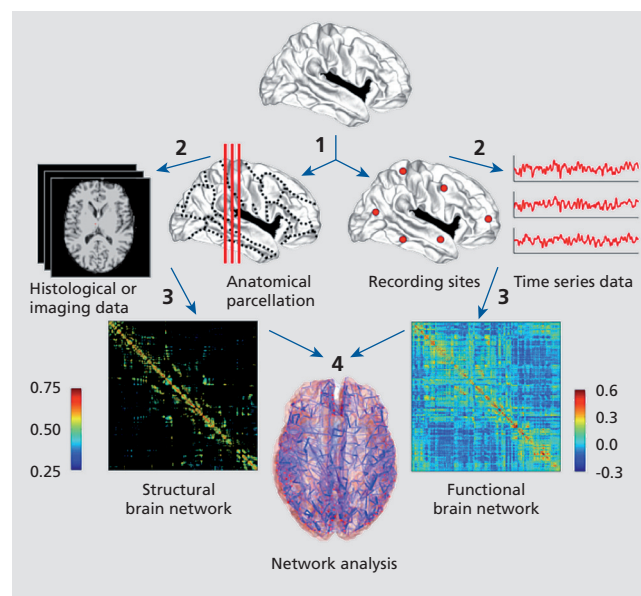 1
2
2
Histological or
imaging data
Anatomical
parcellation
Recording sites
Time series data
3
3
4
0.75
0.50
0.25
0.6
0.3
0.0
-0.3
Structural
brain network
Functional
brain network
Network analysis